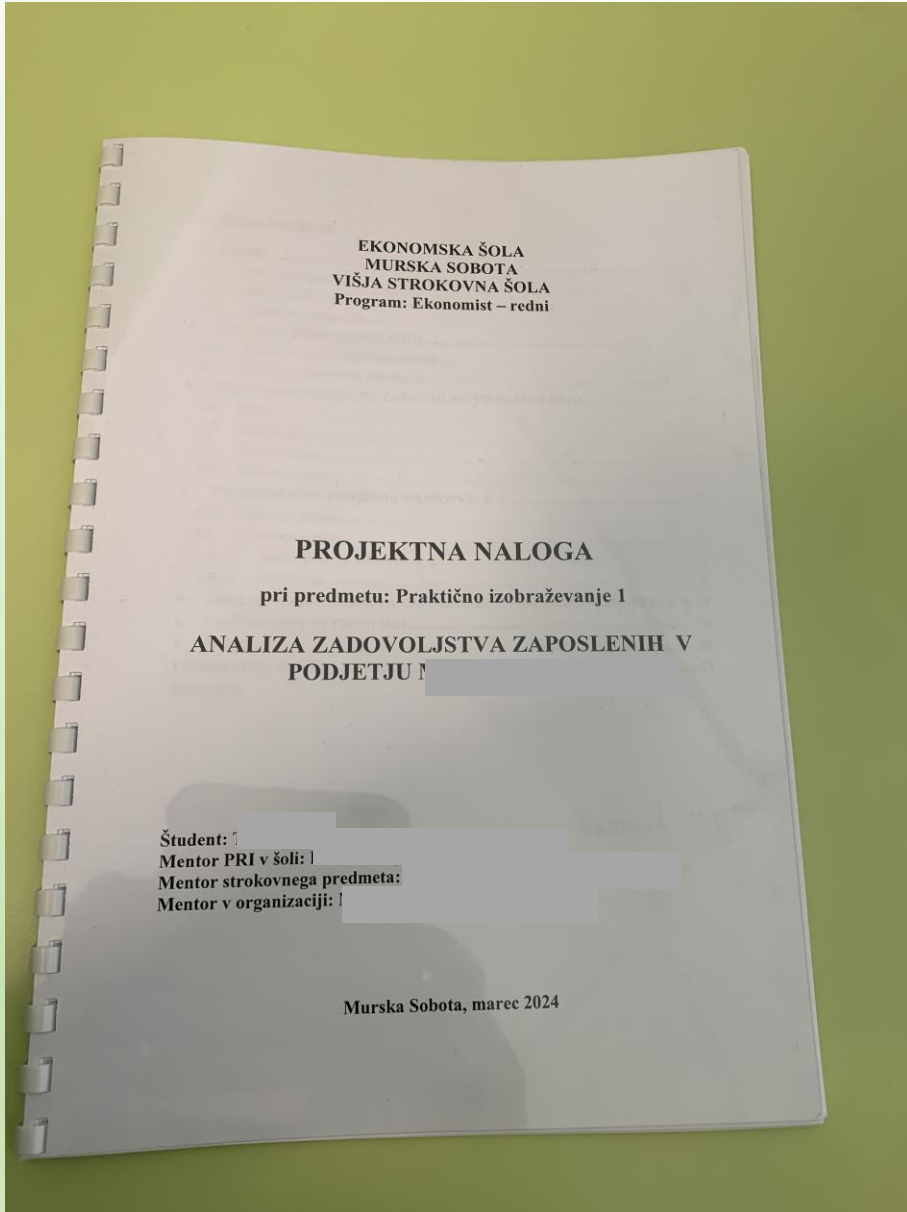 EKONOMSKA ŠOLA
MURSKA SOBOTA
VIŠJA STROKOVNA ŠOLA
Program: Ekonomist – redni
PROJEKTNA NALOGA
pri predmetu: Praktično izobraževanje 1
ANALIZA ZADOVOLJSTVA ZAPOSLENIH V
PODJETJU
Študent:
Mentor PRI v šoli:
Mentor strokovnega predmeta:
Mentor v organizaciji:
Murska Sobota, marec 2024